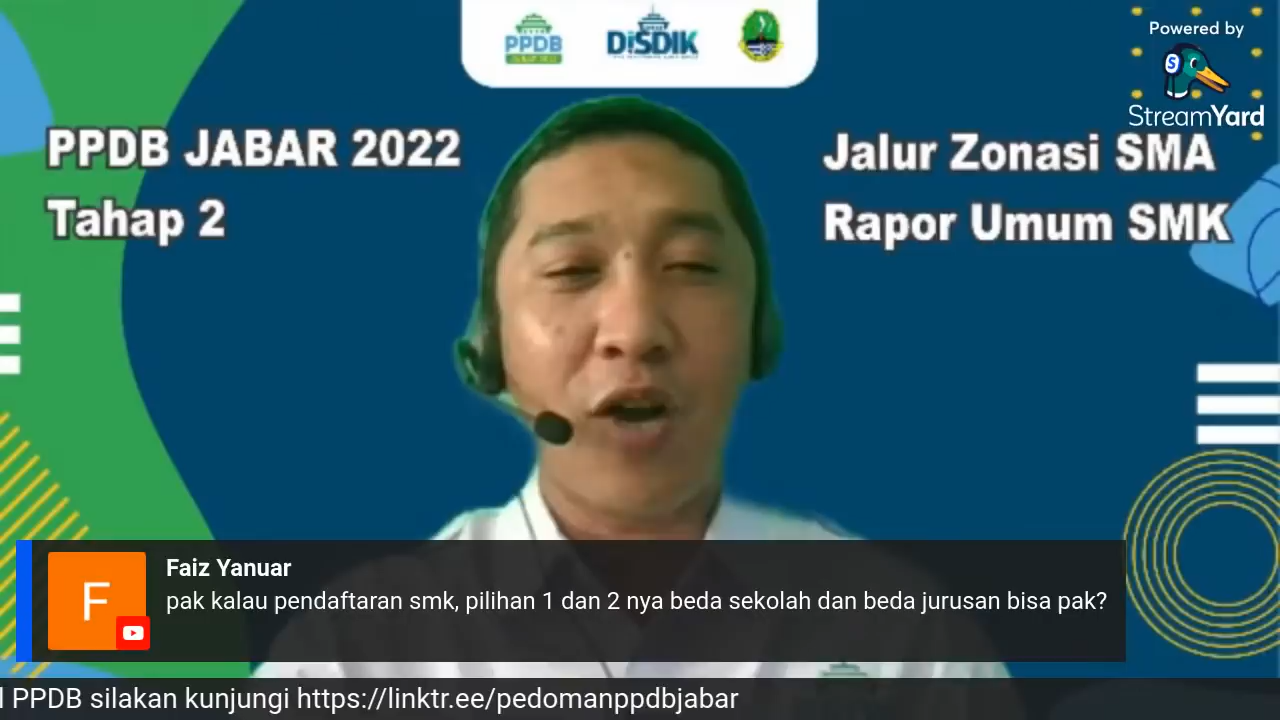 PPDB
DISDIK
Powered by
StreamYard
PPDB JABAR 2022
Tahap 2
Jalur Zonasi SMA
Rapor Umum SMK
F
Faiz Yanuar
pak kalau pendaftaran smk, pilihan 1 dan 2 nya beda sekolah dan beda jurusan bisa pak?
PPDB silakan kunjungi https://linktr.ee/pedomanppdbjabar